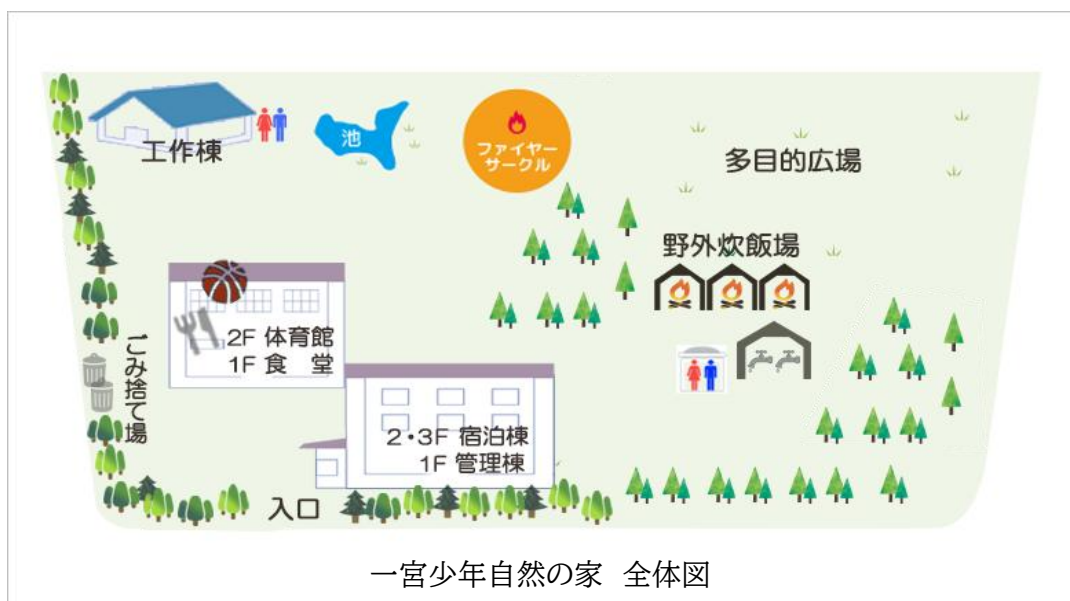 工作棟
池
ファイヤー
サークル
多目的広場
野外炊飯場
2F 体育館
1F 食　堂
ごみ捨て場
2・3F 宿泊棟
1F 管理棟
入口
一宮少年自然の家　全体図